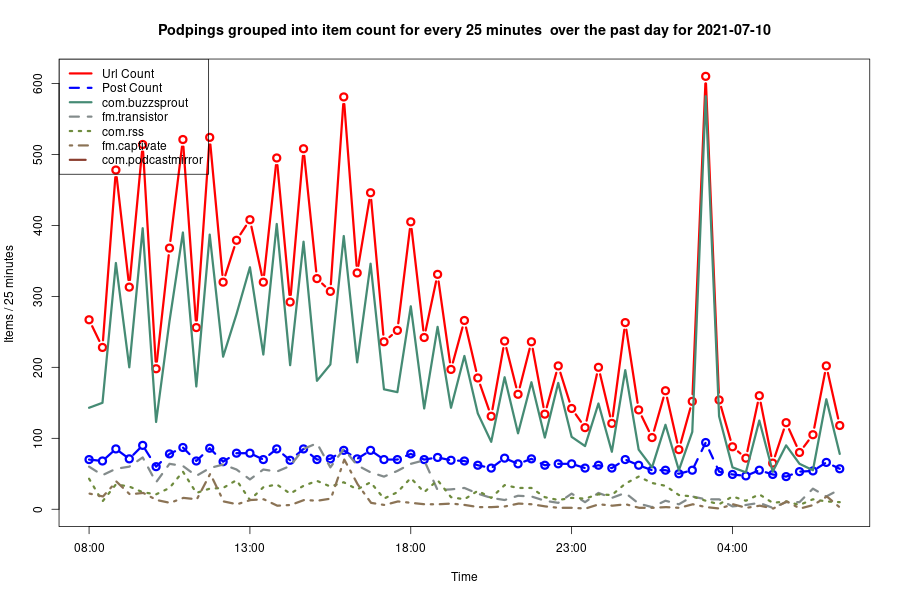 Podpings grouped into item count for every 25 minutes  over the past day for 2021-07-10
Url Count
Post Count
com.buzzsprout
fm.transistor
com.rss
fm.captivate
com.podcastmirror
Items / 25 minutes
600
500
400
300
200
100
0
08:00
13:00
18:00
23:00
04:00
Time